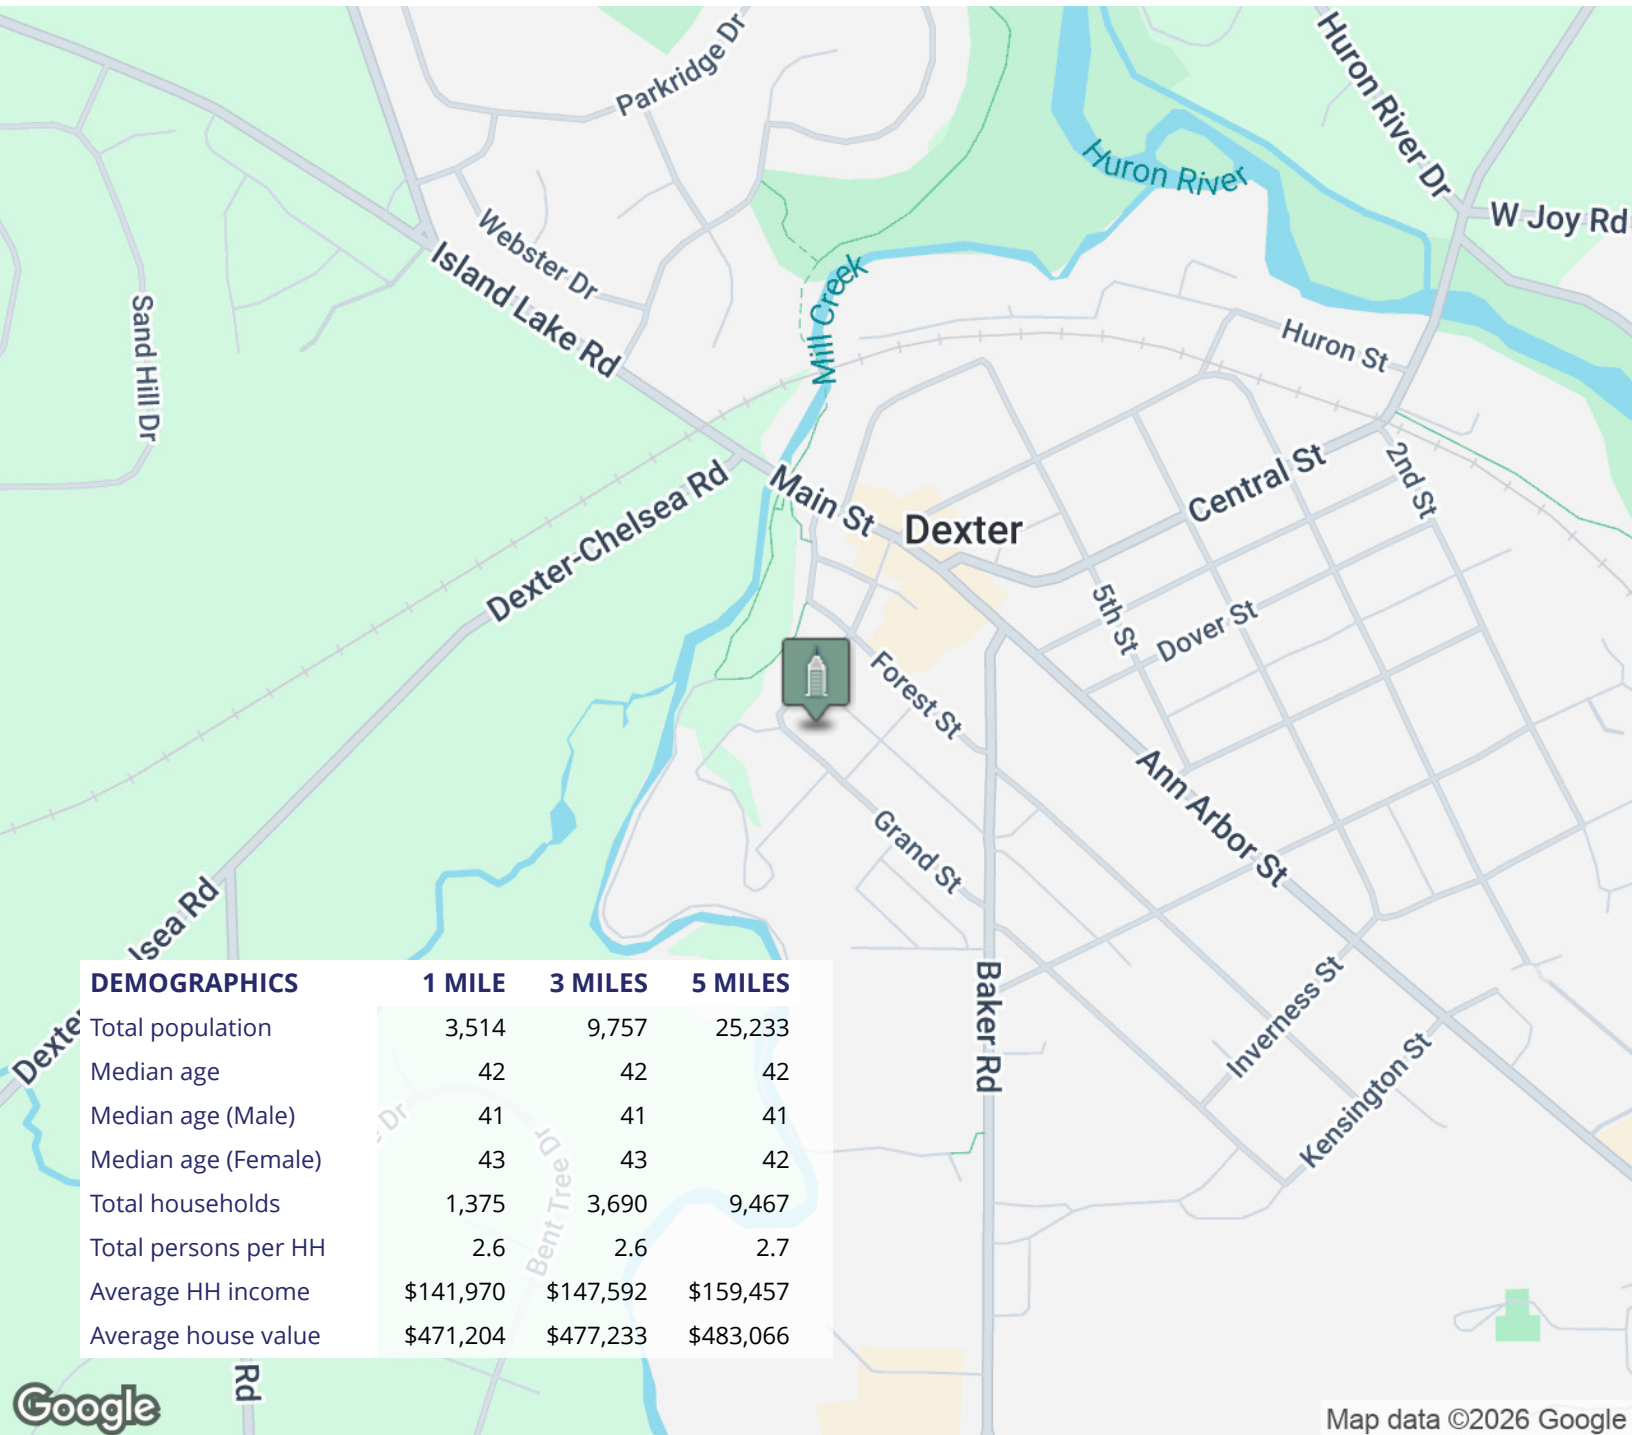 Parkridge Dr
Huron River Dr
Huron River
W Joy Rd
Webster Dr
Island Lake Rd
Mill Creek
Sand Hill Dr
Huron St
Central St
2nd St
Main St
Dexter
Dexter-Chelsea Rd
5th St
Dover St
Forest St
Ann Arbor St
Grand St
lsea Rd
Dexte
Baker Rd
Inverness St
Kensington St
DEMOGRAPHICS 1 MILE 3 MILES 5 MILES
Total population 3,514 9,757 25,233
Median age 42 42 42
Median age (Male) 41 41 41
Median age (Female) 43 43 42
Total households 1,375 3,690 9,467
Total persons per HH 2.6 2.6 2.7
Average HH income $141,970 $147,592 $159,457
Average house value $471,204 $477,233 $483,066
Dr
Bent Tree Dr
Rd
Google
Map data ©2026 Google